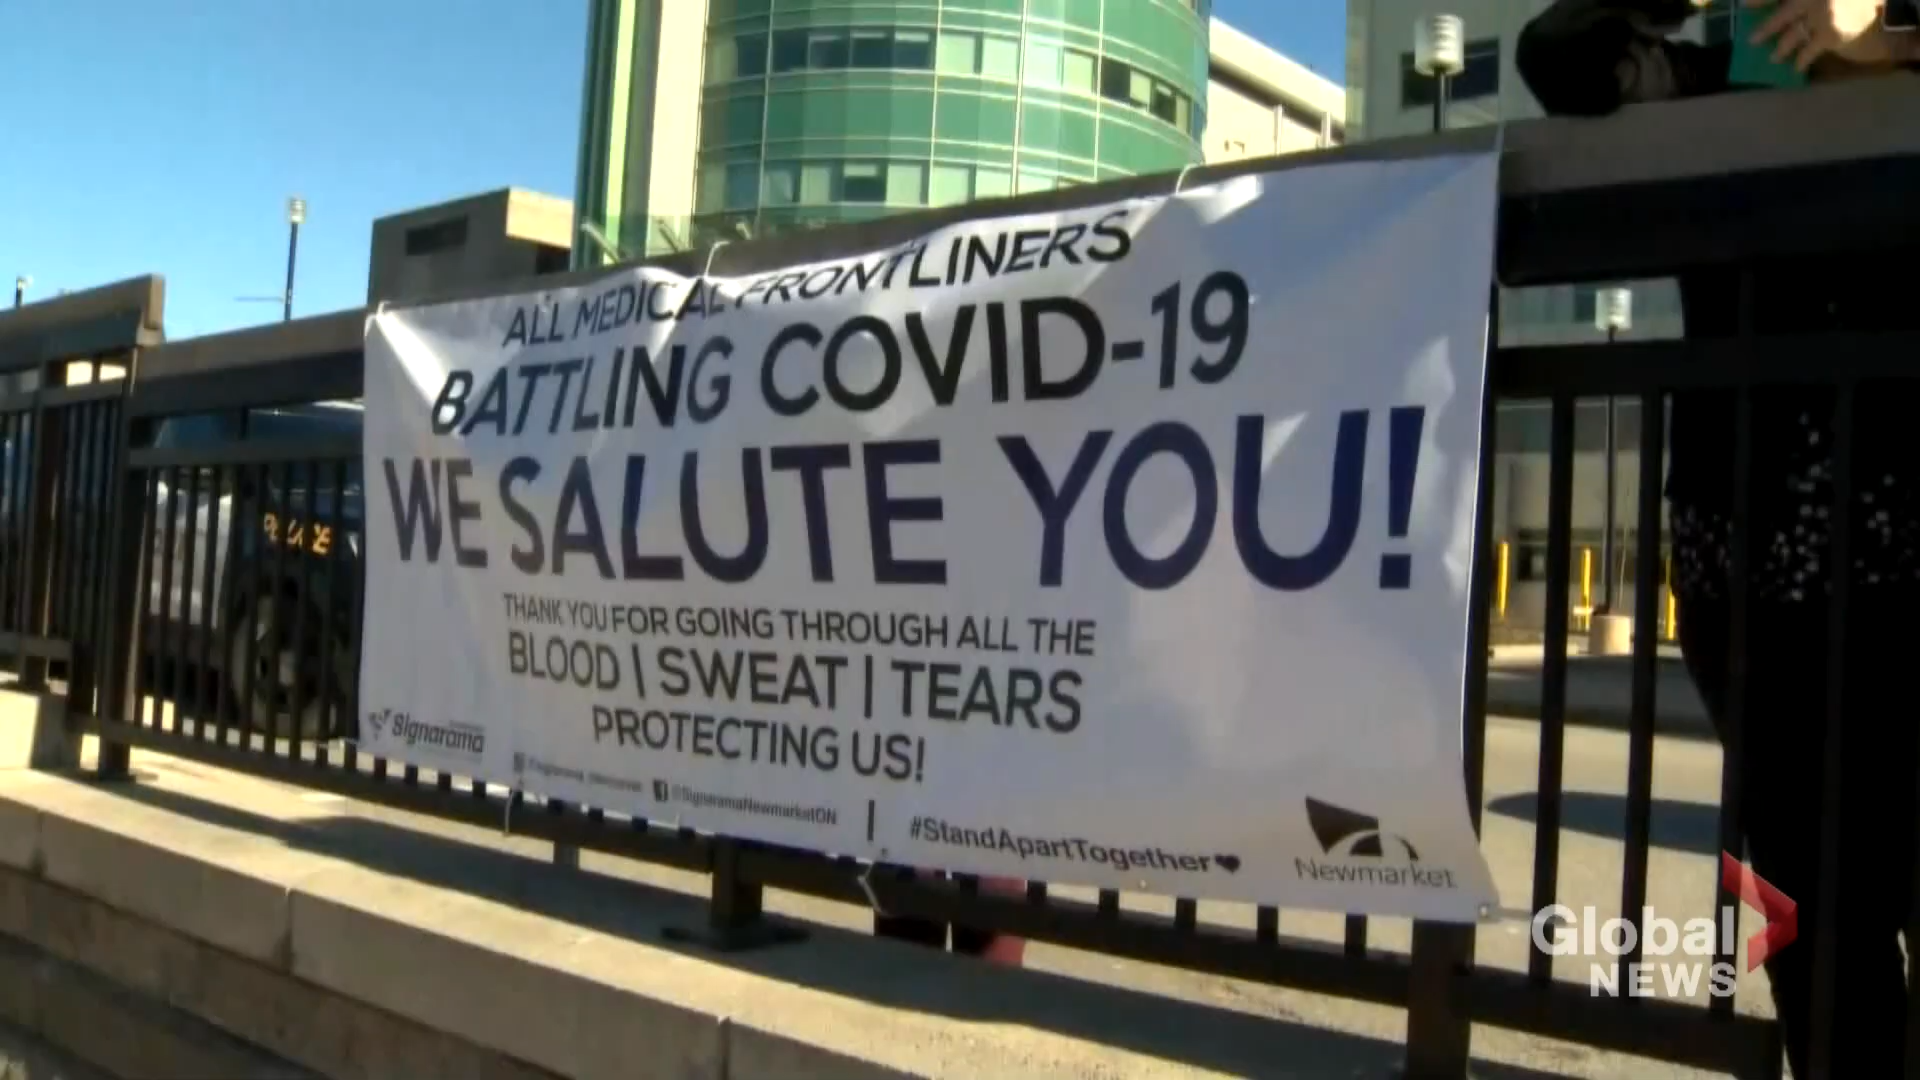 ALL MEDICAL FRONTLINERS
BATTLING COVID-19
WE SALUTE YOU!
THANK YOU FOR GOING THROUGH ALL THE
BLOOD | SWEAT | TEARS
PROTECTING US!
Signarama
@SignaramaNewmarketON
#StandApartTogether
Newmarket
POLICE
Global
NEWS